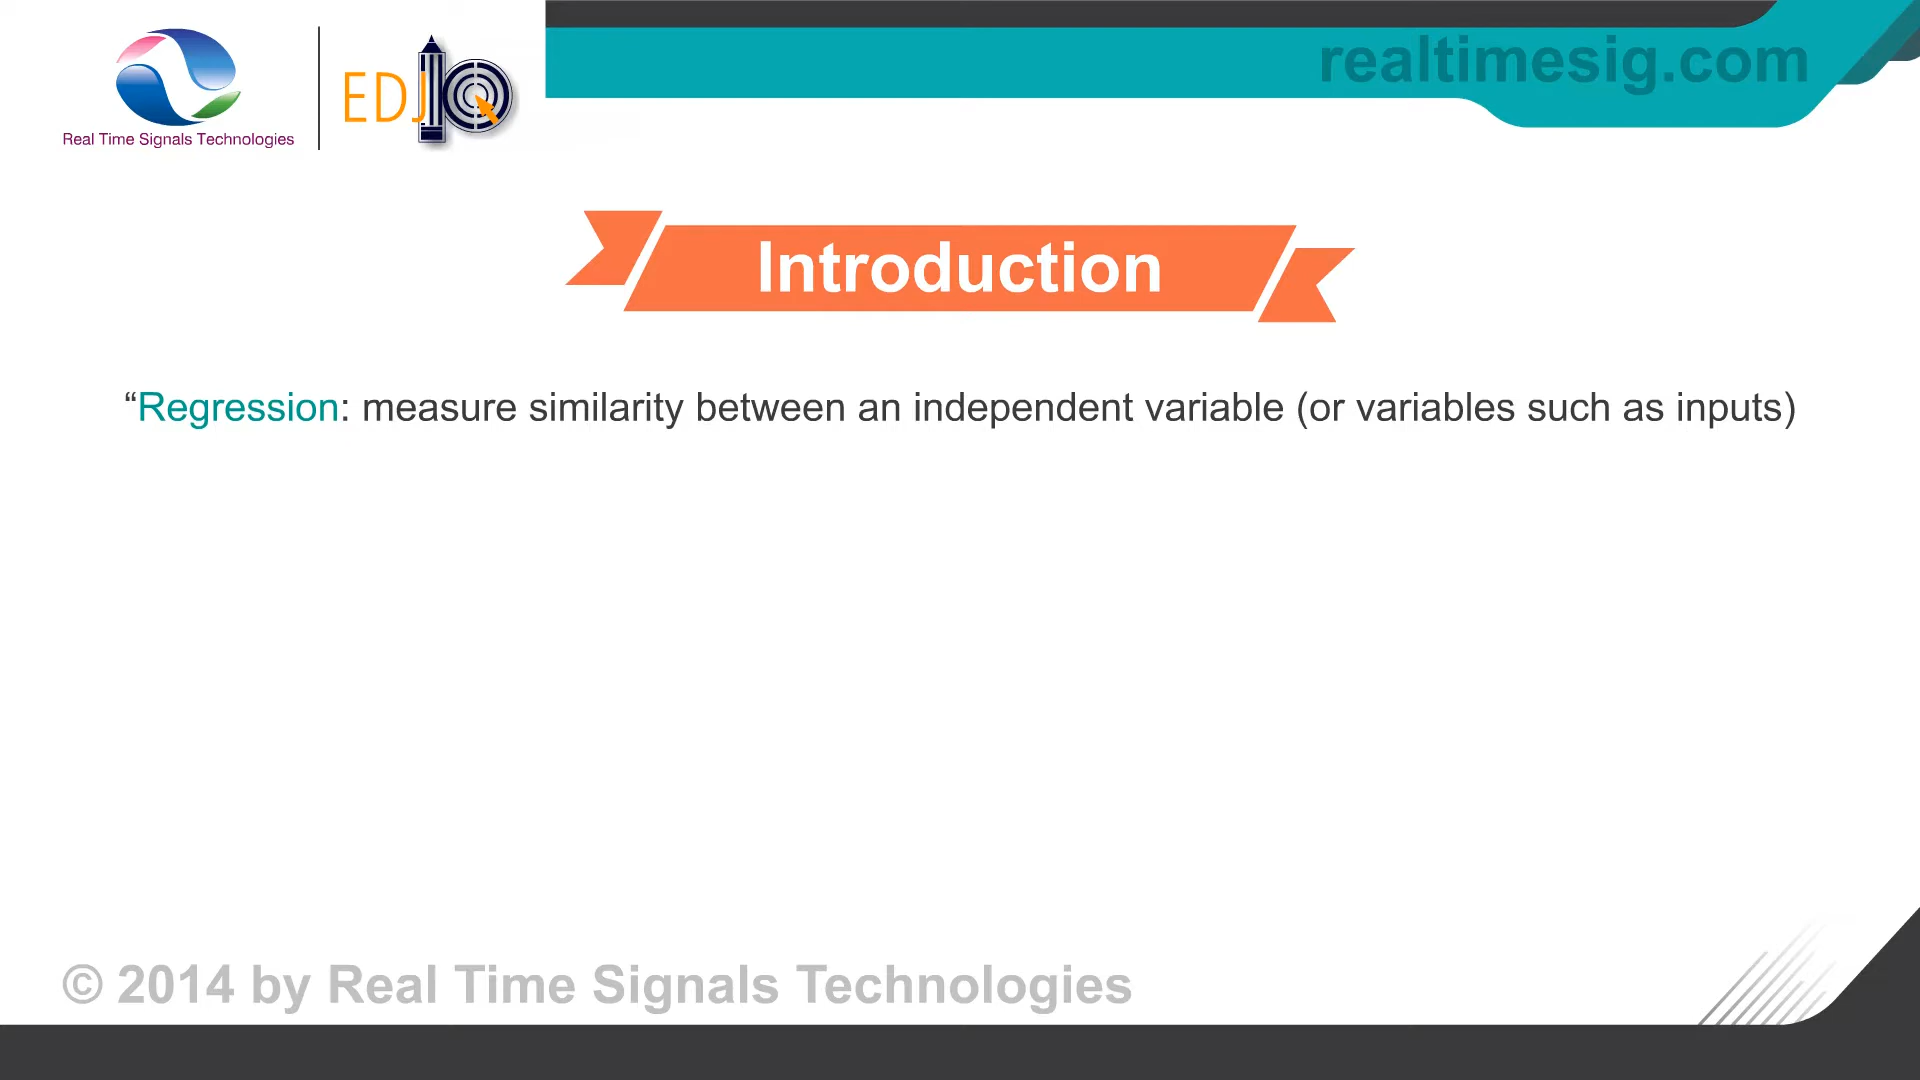 realtimesig.com
Real Time Signals Technologies
EDJ
Introduction
“Regression: measure similarity between an independent variable (or variables such as inputs)
© 2014 by Real Time Signals Technologies